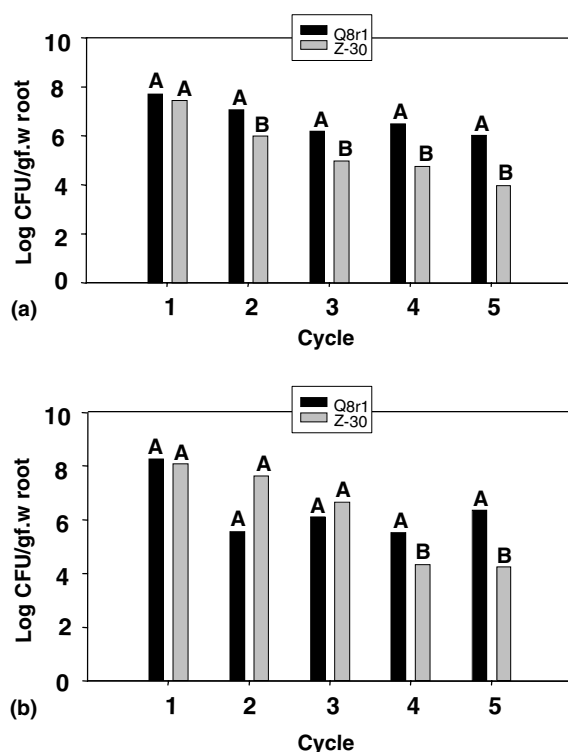 Q8r1
Z-30
10
8
6
4
2
0
Log CFU/gf.w root
A A A B A B A B A B
1 2 3 4 5
Cycle
(a)
Q8r1
Z-30
10
8
6
4
2
0
Log CFU/gf.w root
A A A A A A A B A B
1 2 3 4 5
Cycle
(b)